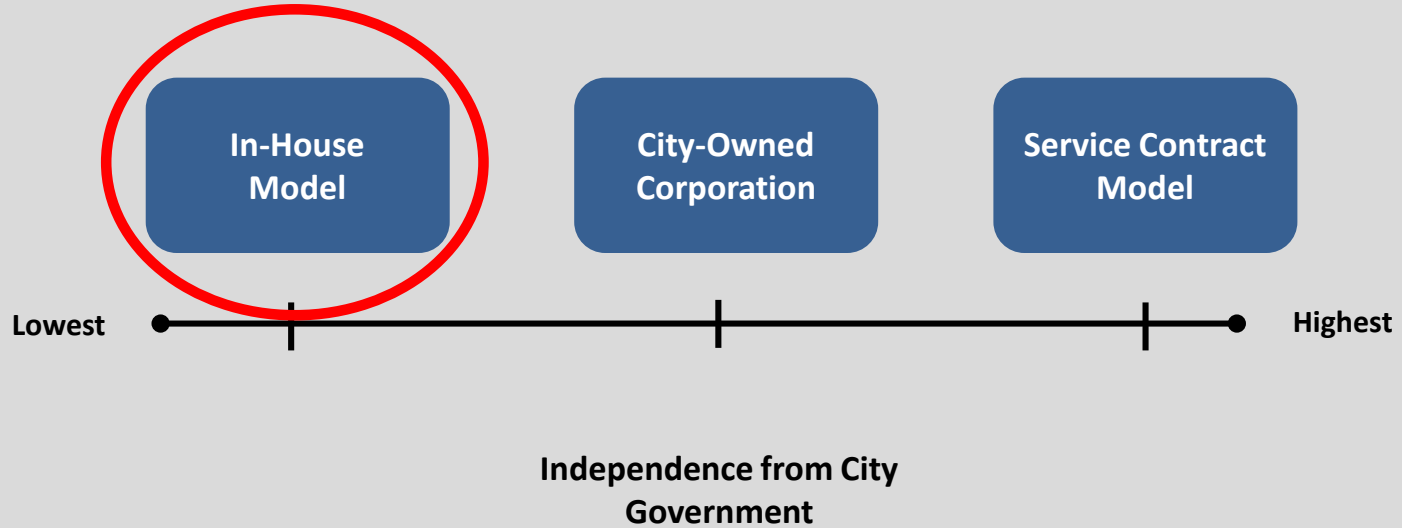 In-House
Model
City-Owned
Corporation
Service Contract
Model
Lowest
Highest
Independence from City
Government